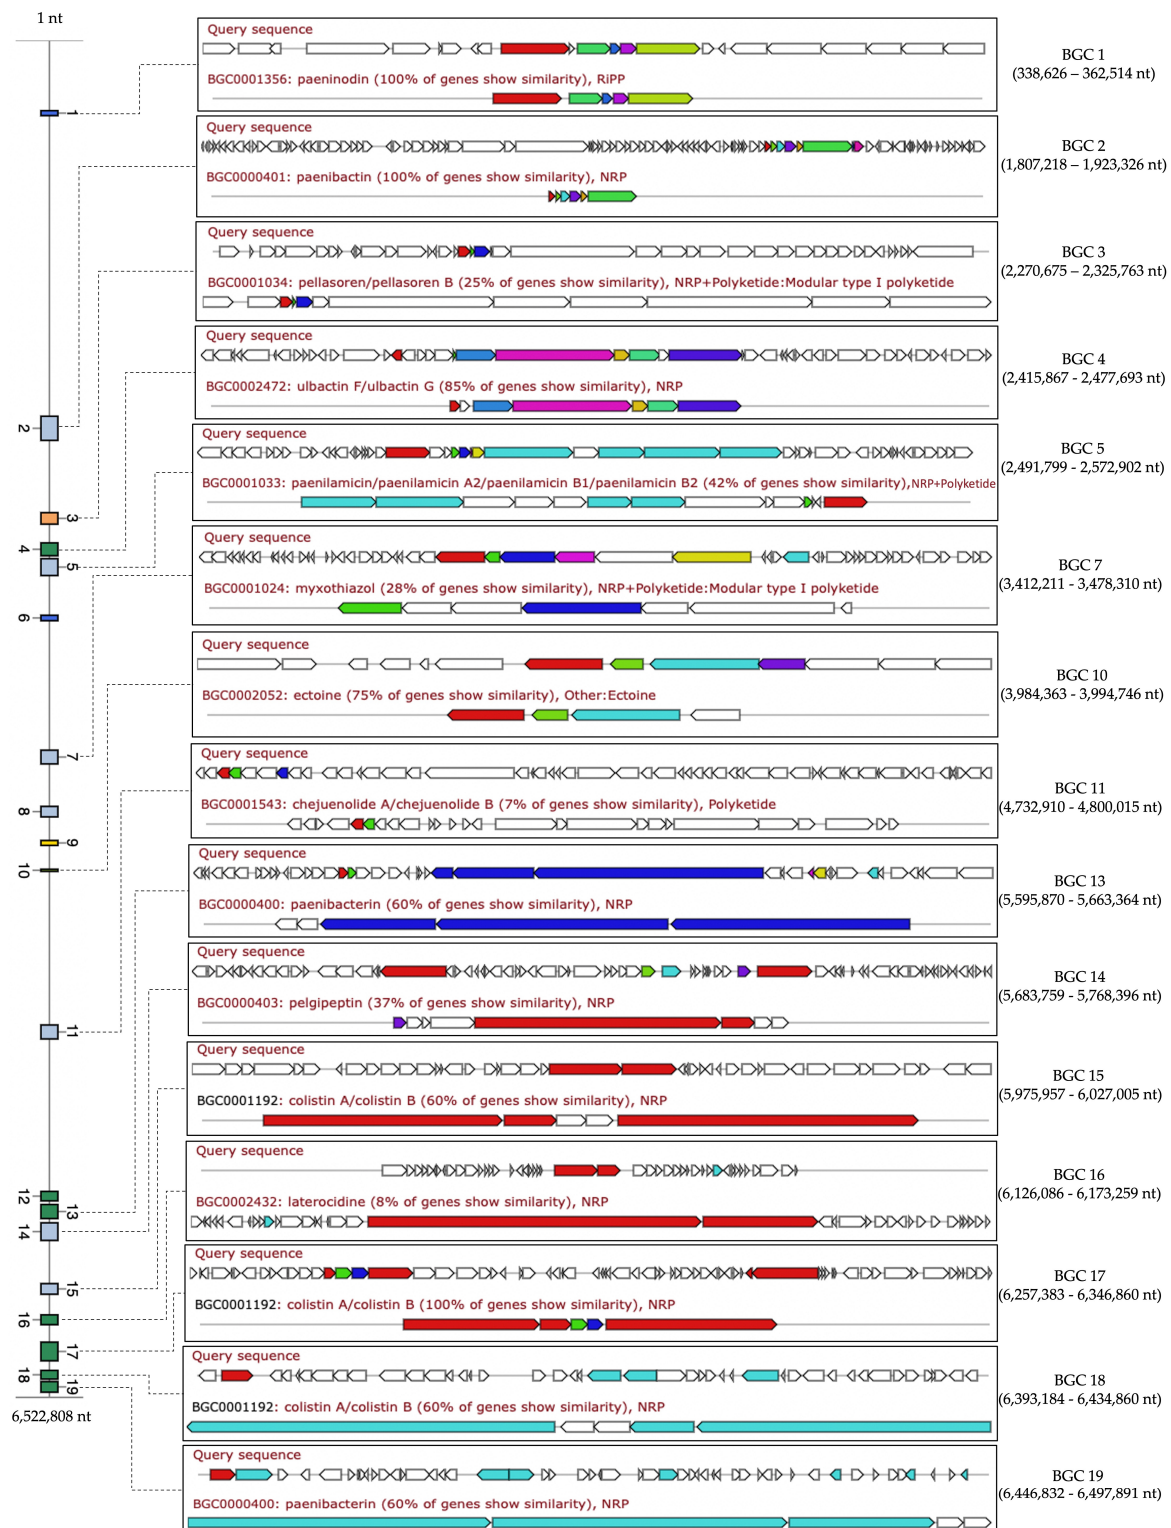 1 nt
Query sequence
BGC0001356: paeninodin (100% of genes show similarity), RiPP
BGC 1
(338,626 – 362,514 nt)
1
Query sequence
BGC0000401: paenibactin (100% of genes show similarity), NRP
BGC 2
(1,807,218 – 1,923,326 nt)
2
Query sequence
BGC0001034: pellasoren/pellasoren B (25% of genes show similarity), NRP+Polyketide:Modular type I polyketide
BGC 3
(2,270,675 – 2,325,763 nt)
3
Query sequence
BGC0002472: ulbactin F/ulbactin G (85% of genes show similarity), NRP
BGC 4
(2,415,867 - 2,477,693 nt)
4
Query sequence
BGC0001033: paenilamicin/paenilamicin A2/paenilamicin B1/paenilamicin B2 (42% of genes show similarity),NRP+Polyketide
BGC 5
(2,491,799 - 2,572,902 nt)
5
6
Query sequence
BGC0001024: myxothiazol (28% of genes show similarity), NRP+Polyketide:Modular type I polyketide
BGC 7
(3,412,211 - 3,478,310 nt)
7
8
9
Query sequence
BGC0002052: ectoine (75% of genes show similarity), Other:Ectoine
BGC 10
(3,984,363 - 3,994,746 nt)
10
Query sequence
BGC0001543: chejuenolide A/chejuenolide B (7% of genes show similarity), Polyketide
BGC 11
(4,732,910 - 4,800,015 nt)
11
12
Query sequence
BGC0000400: paenibacterin (60% of genes show similarity), NRP
BGC 13
(5,595,870 - 5,663,364 nt)
13
Query sequence
BGC0000403: pelgipeptin (37% of genes show similarity), NRP
BGC 14
(5,683,759 - 5,768,396 nt)
14
Query sequence
BGC0001192: colistin A/colistin B (60% of genes show similarity), NRP
BGC 15
(5,975,957 - 6,027,005 nt)
15
Query sequence
BGC0002432: laterocidine (8% of genes show similarity), NRP
BGC 16
(6,126,086 - 6,173,259 nt)
16
Query sequence
BGC0001192: colistin A/colistin B (100% of genes show similarity), NRP
BGC 17
(6,257,383 - 6,346,860 nt)
17
Query sequence
BGC0001192: colistin A/colistin B (60% of genes show similarity), NRP
BGC 18
(6,393,184 - 6,434,860 nt)
18
Query sequence
BGC0000400: paenibacterin (60% of genes show similarity), NRP
BGC 19
(6,446,832 - 6,497,891 nt)
19
6,522,808 nt